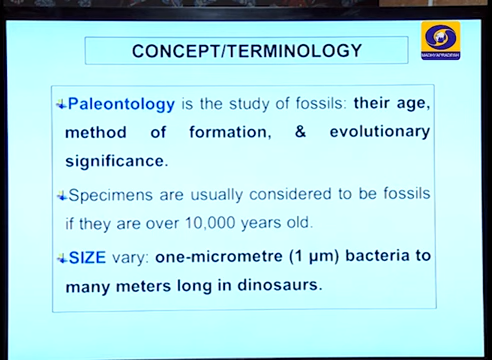 CONCEPT/TERMINOLOGY
MADHYAPRADESH
Paleontology is the study of fossils: their age,
method of formation, & evolutionary
significance.
Specimens are usually considered to be fossils
if they are over 10,000 years old.
SIZE vary: one-micrometre (1 µm) bacteria to
many meters long in dinosaurs.